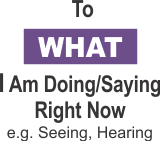 To
WHAT
I Am Doing/Saying
Right Now
e.g. Seeing, Hearing